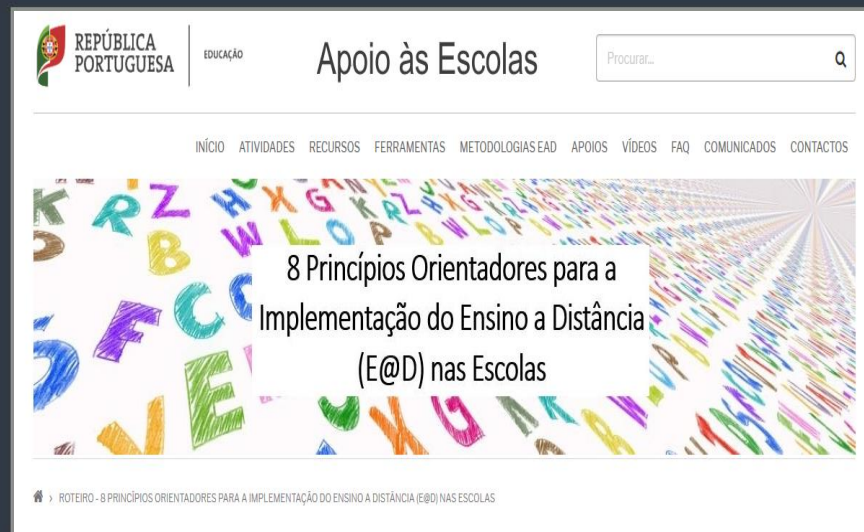 REPÚBLICA
PORTUGUESA
EDUCAÇÃO
Apoio às Escolas
Procurar...
INÍCIO ATIVIDADES RECURSOS FERRAMENTAS METODOLOGIAS EAD APOIOS VÍDEOS FAQ COMUNICADOS CONTACTOS
8 Princípios Orientadores para a
Implementação do Ensino a Distância
(E@D) nas Escolas
› ROTEIRO - 8 PRINCÍPIOS ORIENTADORES PARA A IMPLEMENTAÇÃO DO ENSINO A DISTÂNCIA (E@D) NAS ESCOLAS